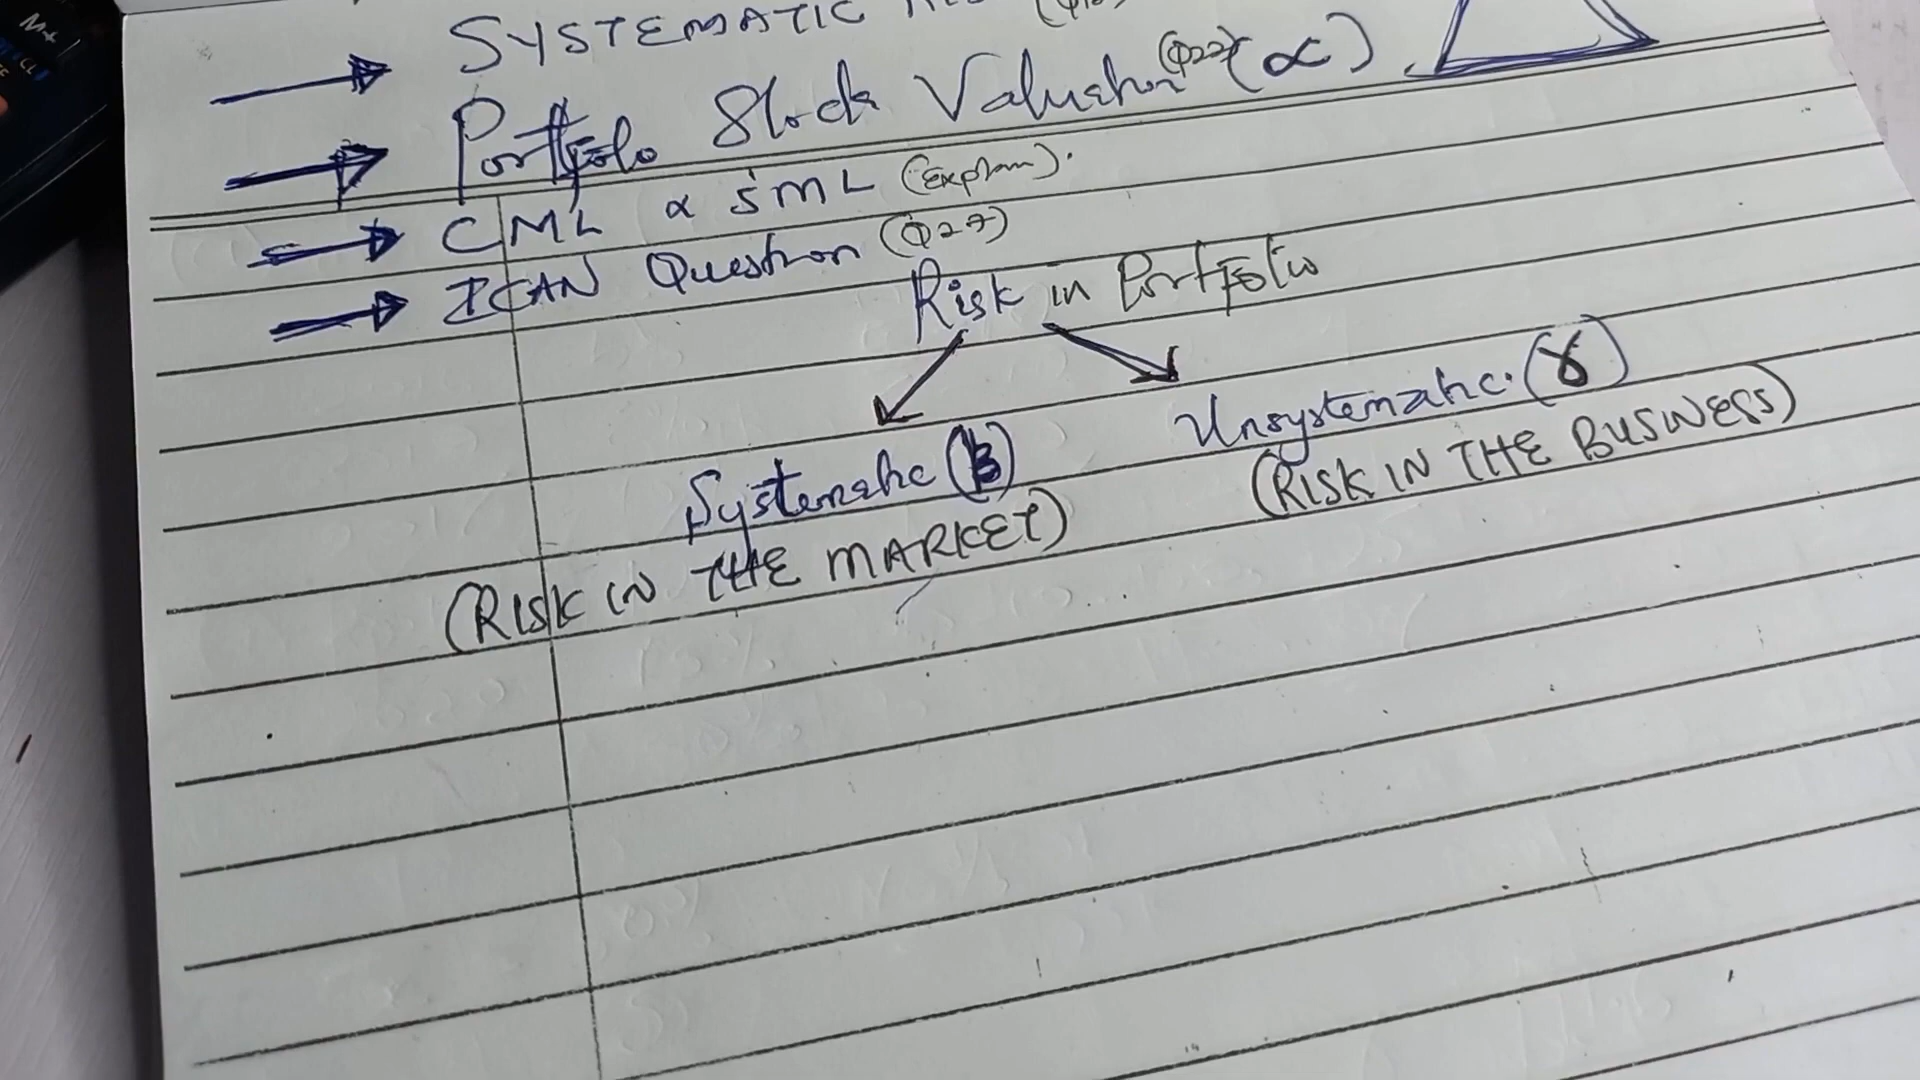 SYSTEMATIC
Portfolio Stock Valuation (Q22) (α)
CML & SML (Explain).
ICAN Question (Q27)
Risk in Portfolio
Systematic (β) Unsystematic. (γ)
(RISK IN THE MARKET) (RISK IN THE BUSINESS)
M+